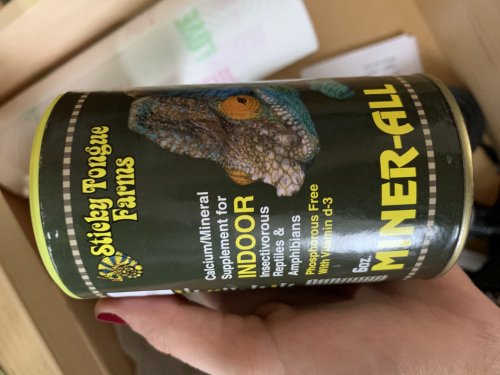 Sticky Tongue
Farms
Calcium/Mineral
Supplement for
INDOOR
Insectivorous
Reptiles &
Amphibians
Phosphorous Free
With Vitamin d-3
6oz.
MINER-ALL
LOVE